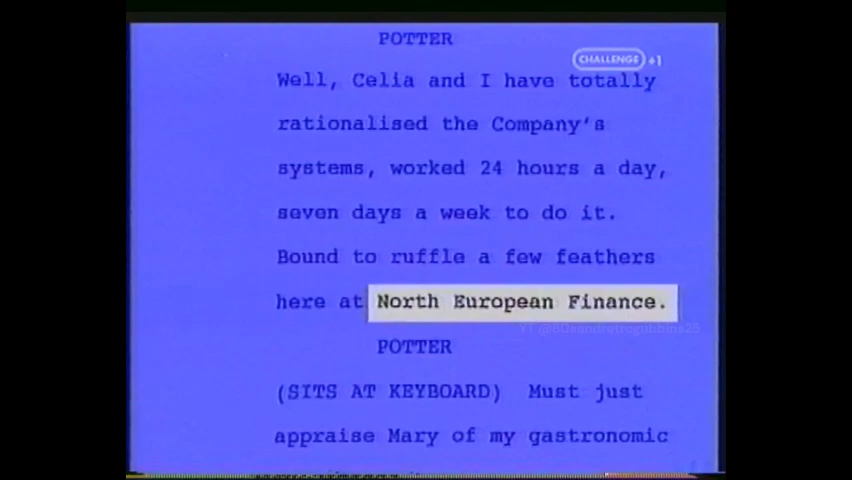 POTTER
CHALLENGE +1
Well, Celia and I have totally
rationalised the Company's
systems, worked 24 hours a day,
seven days a week to do it.
Bound to ruffle a few feathers
here at North European Finance.
YT @80sandretrogubbins25
POTTER
(SITS AT KEYBOARD) Must just
appraise Mary of my gastronomic